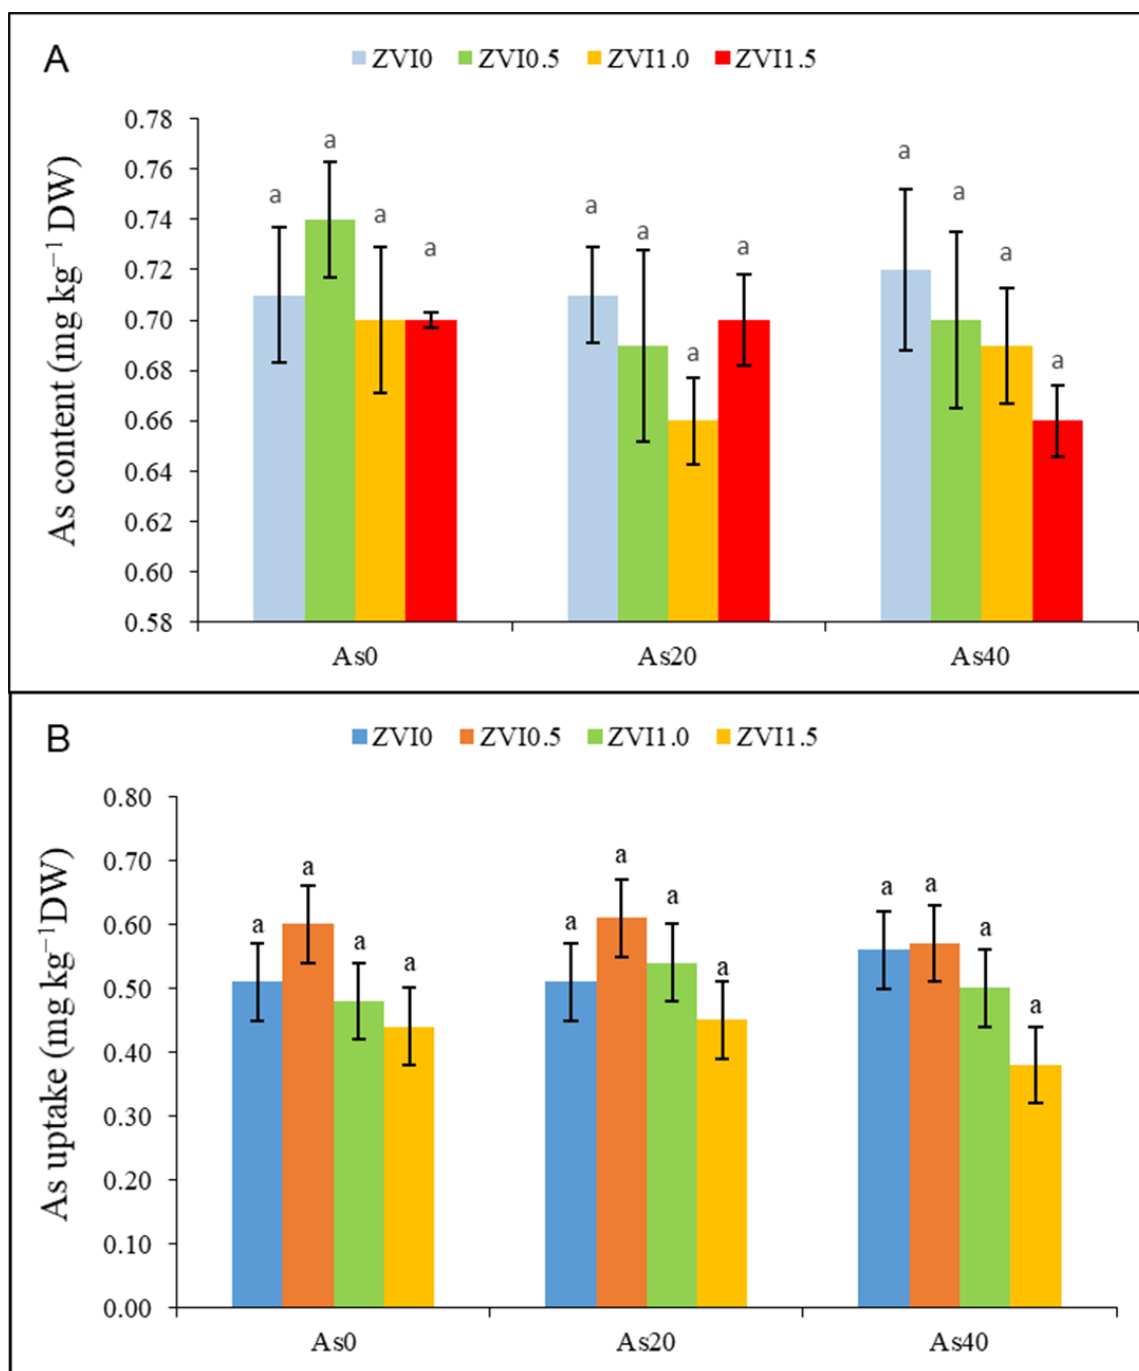 A
ZVI0 ZVI0.5 ZVI1.0 ZVI1.5
As content (mg kg⁻¹ DW)
0.78
0.76
0.74
0.72
0.70
0.68
0.66
0.64
0.62
0.60
0.58
a a a a a a a a a a a a
As0 As20 As40
B
ZVI0 ZVI0.5 ZVI1.0 ZVI1.5
As uptake (mg kg⁻¹DW)
0.80
0.70
0.60
0.50
0.40
0.30
0.20
0.10
0.00
a a a a a a a a a a a a
As0 As20 As40